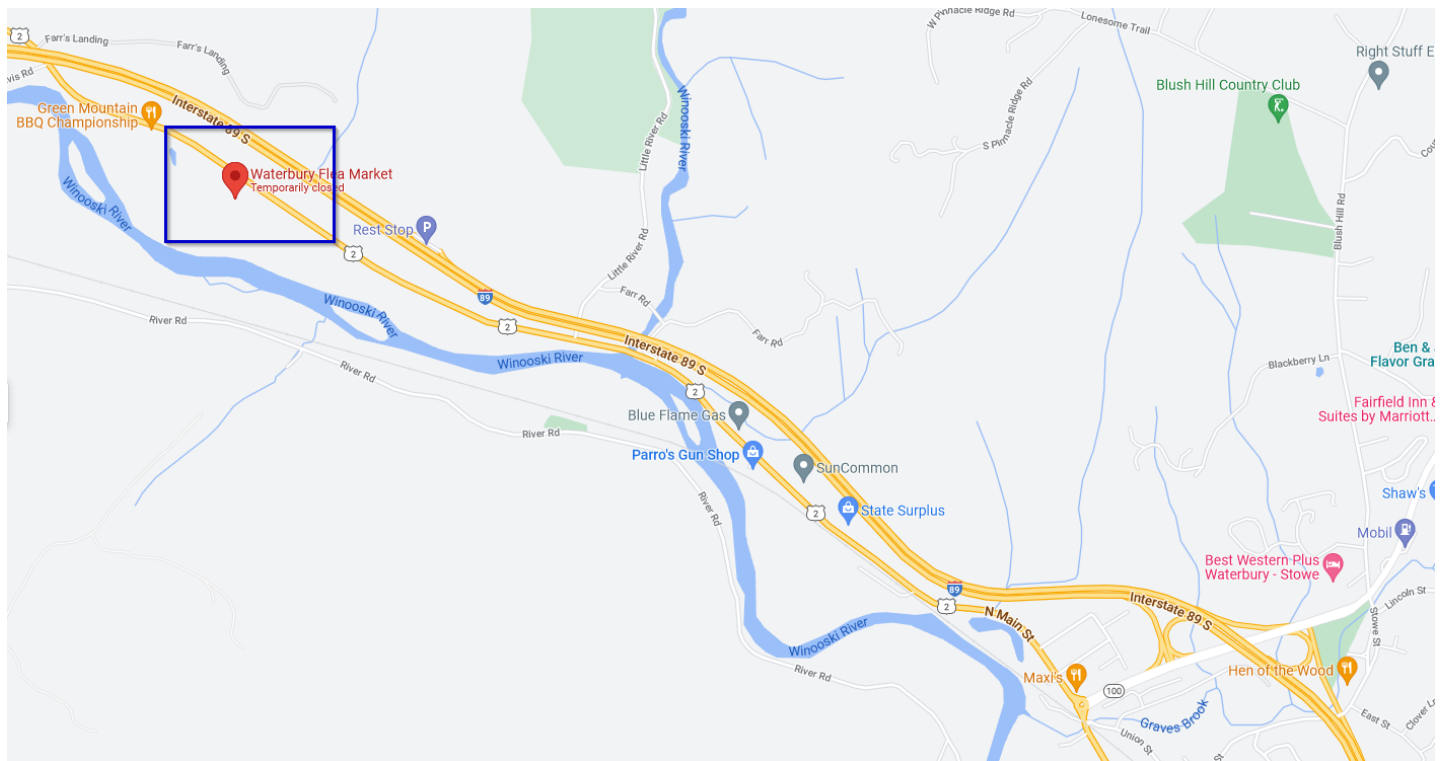 2
Farr's Landing
Farr's Landing
W Pinnacle Ridge Rd
Lonesome Trail
Right Stuff E
Blush Hill Country Club
Interstate 89 S
Green Mountain
BBQ Championship
Winooski River
Little River Rd
S Pinnacle Ridge Rd
Waterbury Flea Market
Temporarily closed
Winooski River
Rest Stop
P
2
Blush Hill Rd
Little River Rd
89
Farr Rd
River Rd
Winooski River
2
Interstate 89 S
Farr Rd
Winooski River
River Rd
Blackberry Ln
Ben &
Flavor Gra
2
Fairfield Inn &
Suites by Marriott...
Blue Flame Gas
River Rd
Parro's Gun Shop
SunCommon
Shaw's
River Rd
2
State Surplus
Mobil
Best Western Plus
Waterbury - Stowe
89
2
Interstate 89 S
Lincoln St
N Main St
Stowe St
Winooski River
River Rd
Maxi's
Hen of the Wood
100
Graves Brook
East St
Clover Ln
Union St